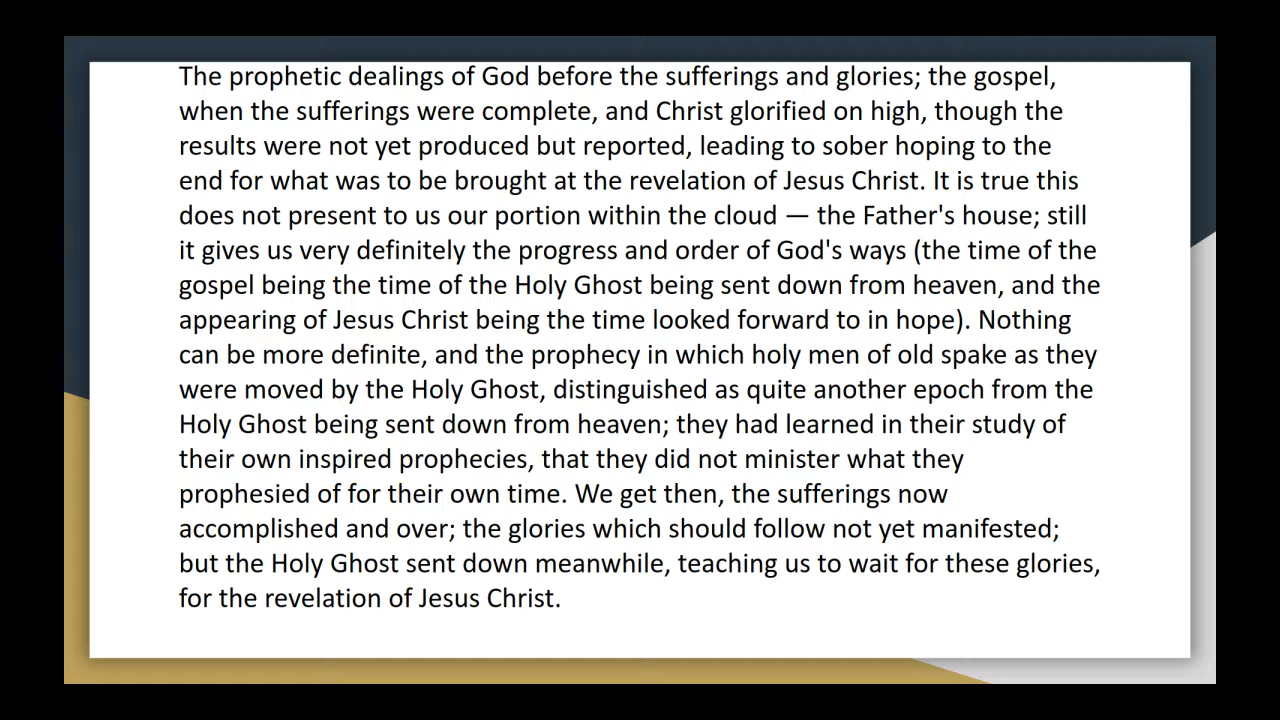 The prophetic dealings of God before the sufferings and glories; the gospel,
when the sufferings were complete, and Christ glorified on high, though the
results were not yet produced but reported, leading to sober hoping to the
end for what was to be brought at the revelation of Jesus Christ. It is true this
does not present to us our portion within the cloud — the Father's house; still
it gives us very definitely the progress and order of God's ways (the time of the
gospel being the time of the Holy Ghost being sent down from heaven, and the
appearing of Jesus Christ being the time looked forward to in hope). Nothing
can be more definite, and the prophecy in which holy men of old spake as they
were moved by the Holy Ghost, distinguished as quite another epoch from the
Holy Ghost being sent down from heaven; they had learned in their study of
their own inspired prophecies, that they did not minister what they
prophesied of for their own time. We get then, the sufferings now
accomplished and over; the glories which should follow not yet manifested;
but the Holy Ghost sent down meanwhile, teaching us to wait for these glories,
for the revelation of Jesus Christ.